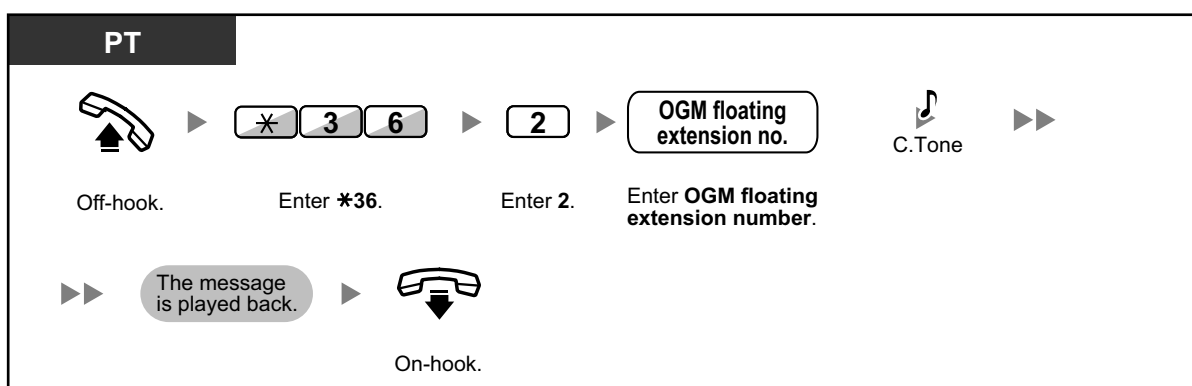 PT
✳ 3 6
2
OGM floating
extension no.
C.Tone
Off-hook.
Enter ✳36.
Enter 2.
Enter OGM floating
extension number.
The message
is played back.
On-hook.